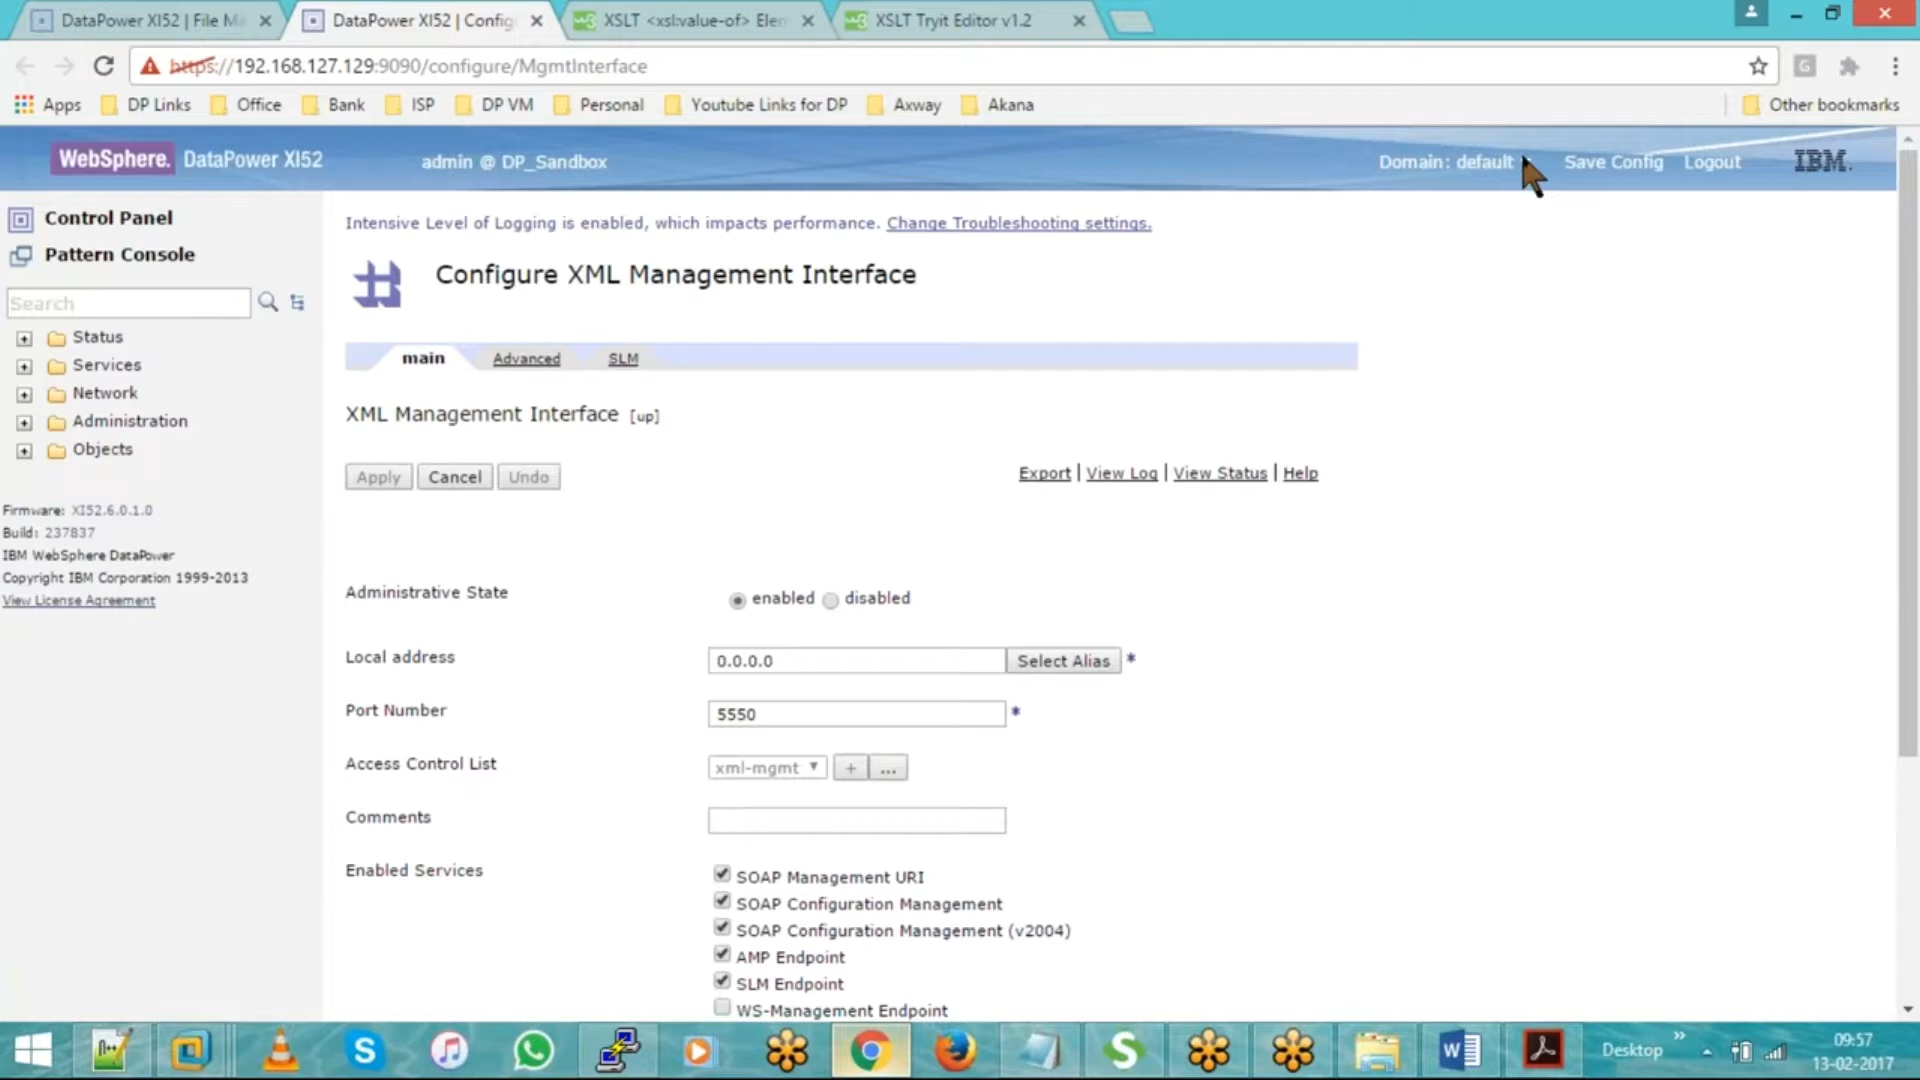 DataPower XI52 | File Ma
DataPower XI52 | Config
XSLT <xsl:value-of> Elem
XSLT Tryit Editor v1.2
https://192.168.127.129:9090/configure/MgmtInterface
Apps DP Links Office Bank ISP DP VM Personal Youtube Links for DP Axway Akana Other bookmarks
WebSphere. DataPower XI52 admin @ DP_Sandbox Domain: default Save Config Logout IBM.
Control Panel
Pattern Console
Search
Status
Services
Network
Administration
Objects
Firmware: XI52.6.0.1.0
Build: 237837
IBM WebSphere DataPower
Copyright IBM Corporation 1999-2013
View License Agreement
Intensive Level of Logging is enabled, which impacts performance. Change Troubleshooting settings.
Configure XML Management Interface
main Advanced SLM
XML Management Interface [up]
Apply Cancel Undo Export | View Log | View Status | Help
Administrative State enabled disabled
Local address 0.0.0.0 Select Alias *
Port Number 5550 *
Access Control List xml-mgmt + ...
Comments
Enabled Services
SOAP Management URI
SOAP Configuration Management
SOAP Configuration Management (v2004)
AMP Endpoint
SLM Endpoint
WS-Management Endpoint
Desktop
09:57
13-02-2017